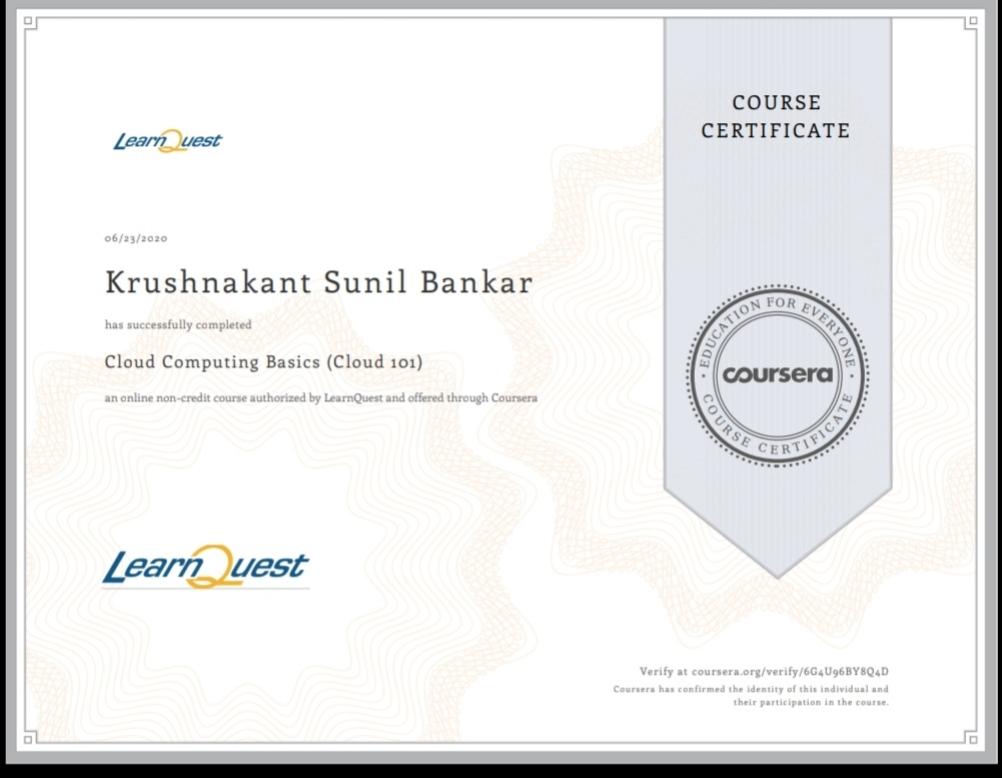 LearnQuest
COURSE
CERTIFICATE
06/23/2020
Krushnakant Sunil Bankar
has successfully completed
Cloud Computing Basics (Cloud 101)
an online non-credit course authorized by LearnQuest and offered through Coursera
EDUCATION FOR EVERYONE
coursera
COURSE CERTIFICATE
LearnQuest
Verify at coursera.org/verify/6G4U96BY8Q4D
Coursera has confirmed the identity of this individual and
their participation in the course.